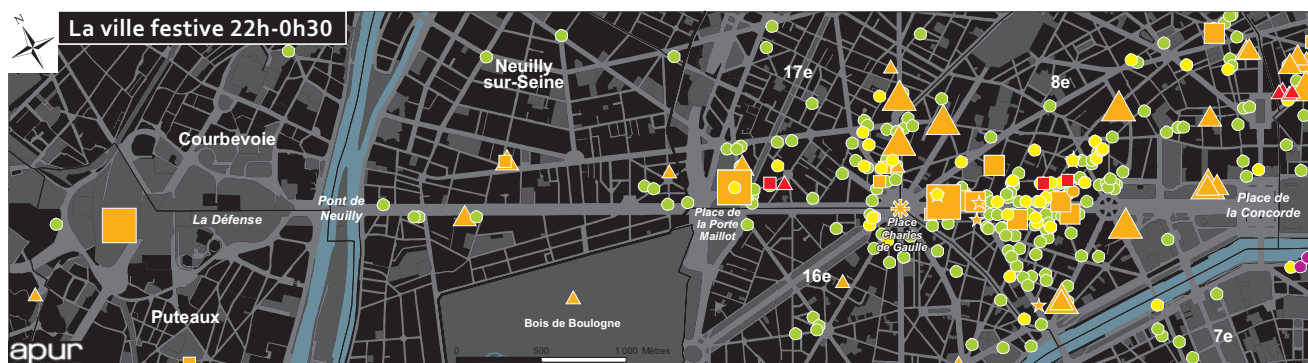 N
La ville festive 22h-0h30
Neuilly
sur-Seine
17e
8e
Courbevoie
La Défense
Pont de
Neuilly
Place de
la Porte
Maillot
Place
Charles
de Gaulle
Place de
la Concorde
16e
Puteaux
Bois de Boulogne
7e
apur
0 500 1 000 Mètres